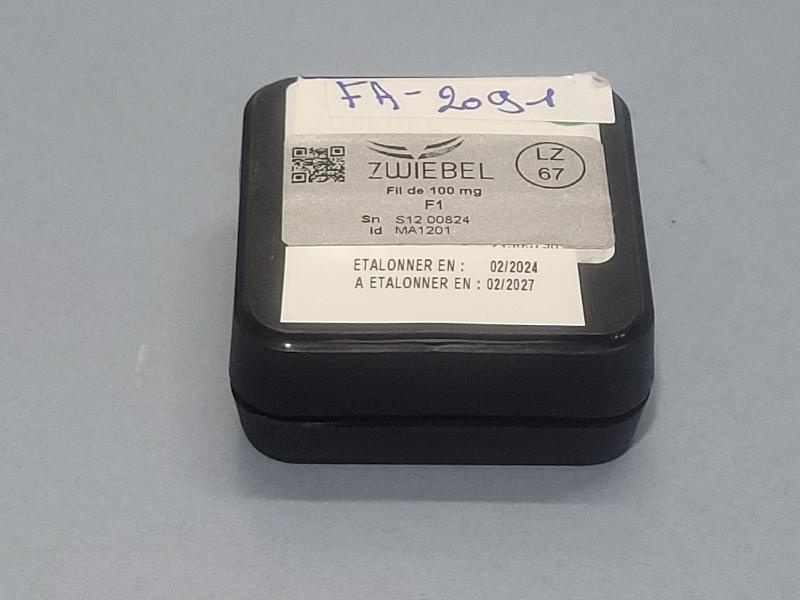 FA-2091
ZWIEBEL
LZ
67
Fil de 100 mg
F1
Sn S12 00824
Id MA1201
ETALONNER EN : 02/2024
A ETALONNER EN : 02/2027